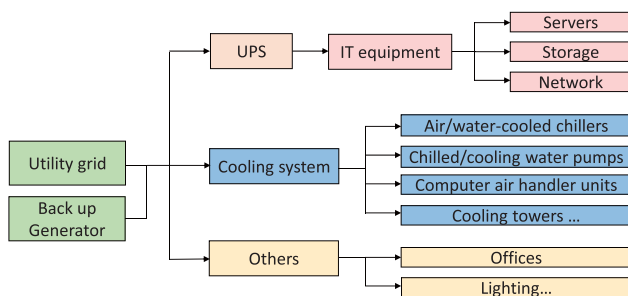 UPS
IT equipment
Servers
Storage
Network
Utility grid
Back up
Generator
Cooling system
Air/water-cooled chillers
Chilled/cooling water pumps
Computer air handler units
Cooling towers ...
Others
Offices
Lighting...